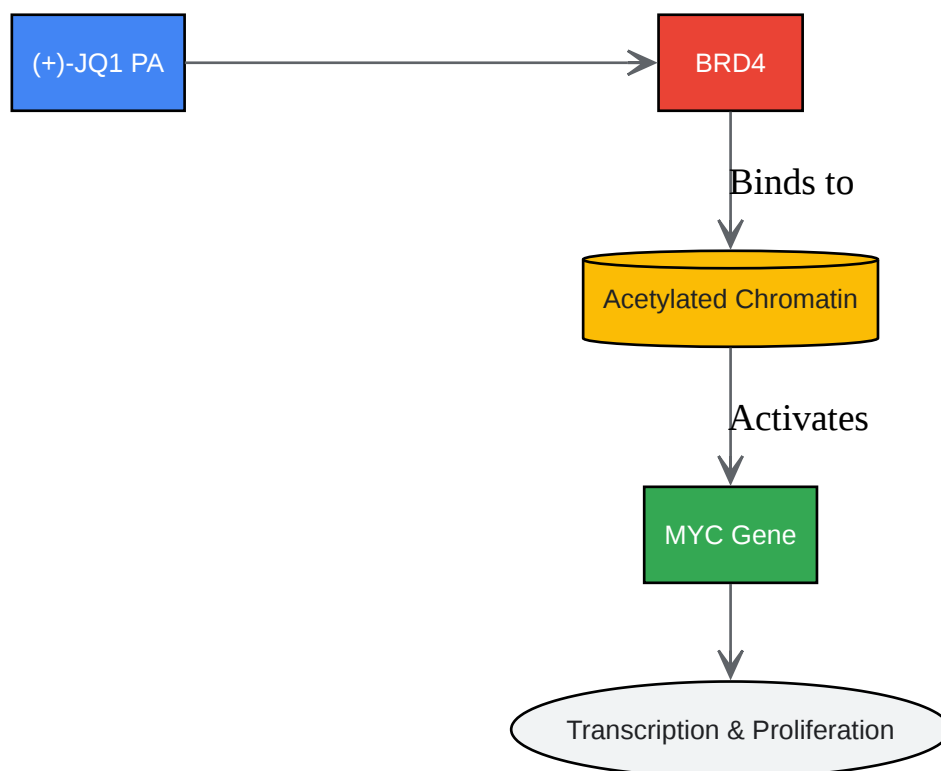 (+)-JQ1 PA
BRD4
Binds to
Acetylated Chromatin
Activates
MYC Gene
Transcription & Proliferation